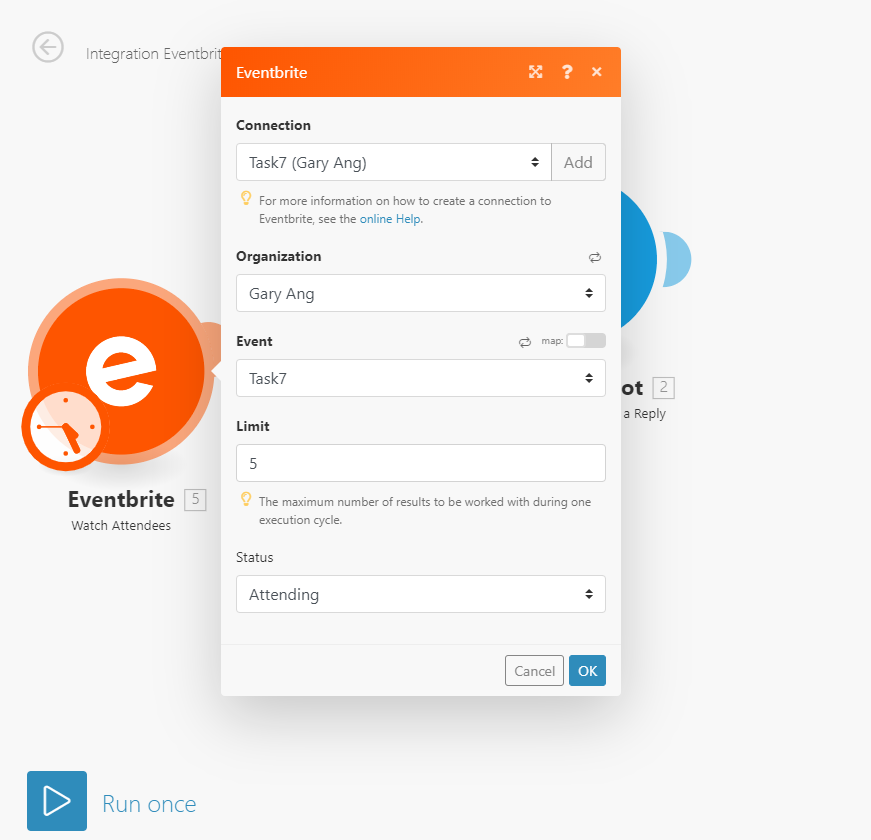 Integration Eventbrit
Eventbrite
?
Connection
Task7 (Gary Ang)
Add
For more information on how to create a connection to
Eventbrite, see the online Help.
Organization
Gary Ang
Event
map:
Task7
Limit
5
The maximum number of results to be worked with during one
execution cycle.
Status
Attending
Cancel
OK
e
Eventbrite 5
Watch Attendees
ot 2
a Reply
Run once